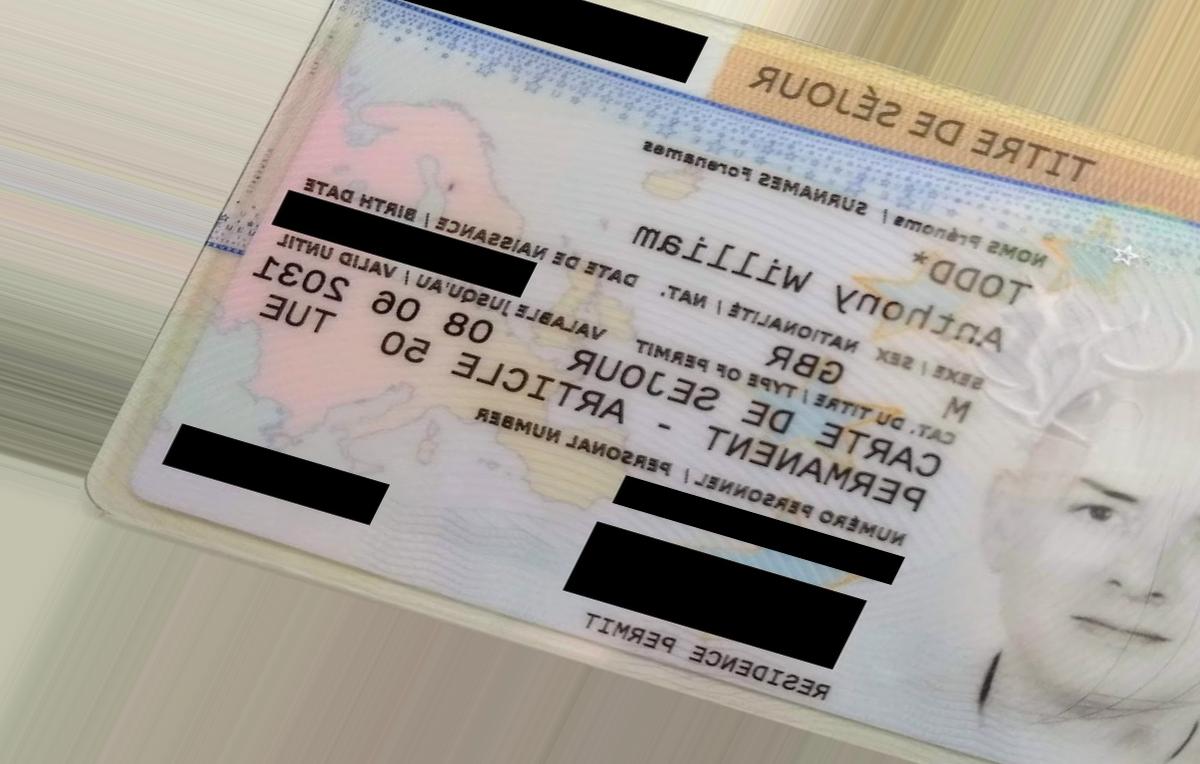 TITRE DE SÉJOUR
NOMS Prénoms / SURNAMES Forenames
TODD*
Anthony William
SEXE / SEX NATIONALITÉ / NAT. DATE DE NAISSANCE / BIRTH DATE
M GBR
CAT. DU TITRE / TYPE OF PERMIT VALABLE JUSQU'AU / VALID UNTIL
CARTE DE SEJOUR 08 06 2031
PERMANENT - ARTICLE 50 TUE
NUMÉRO PERSONNEL / PERSONAL NUMBER
RESIDENCE PERMIT